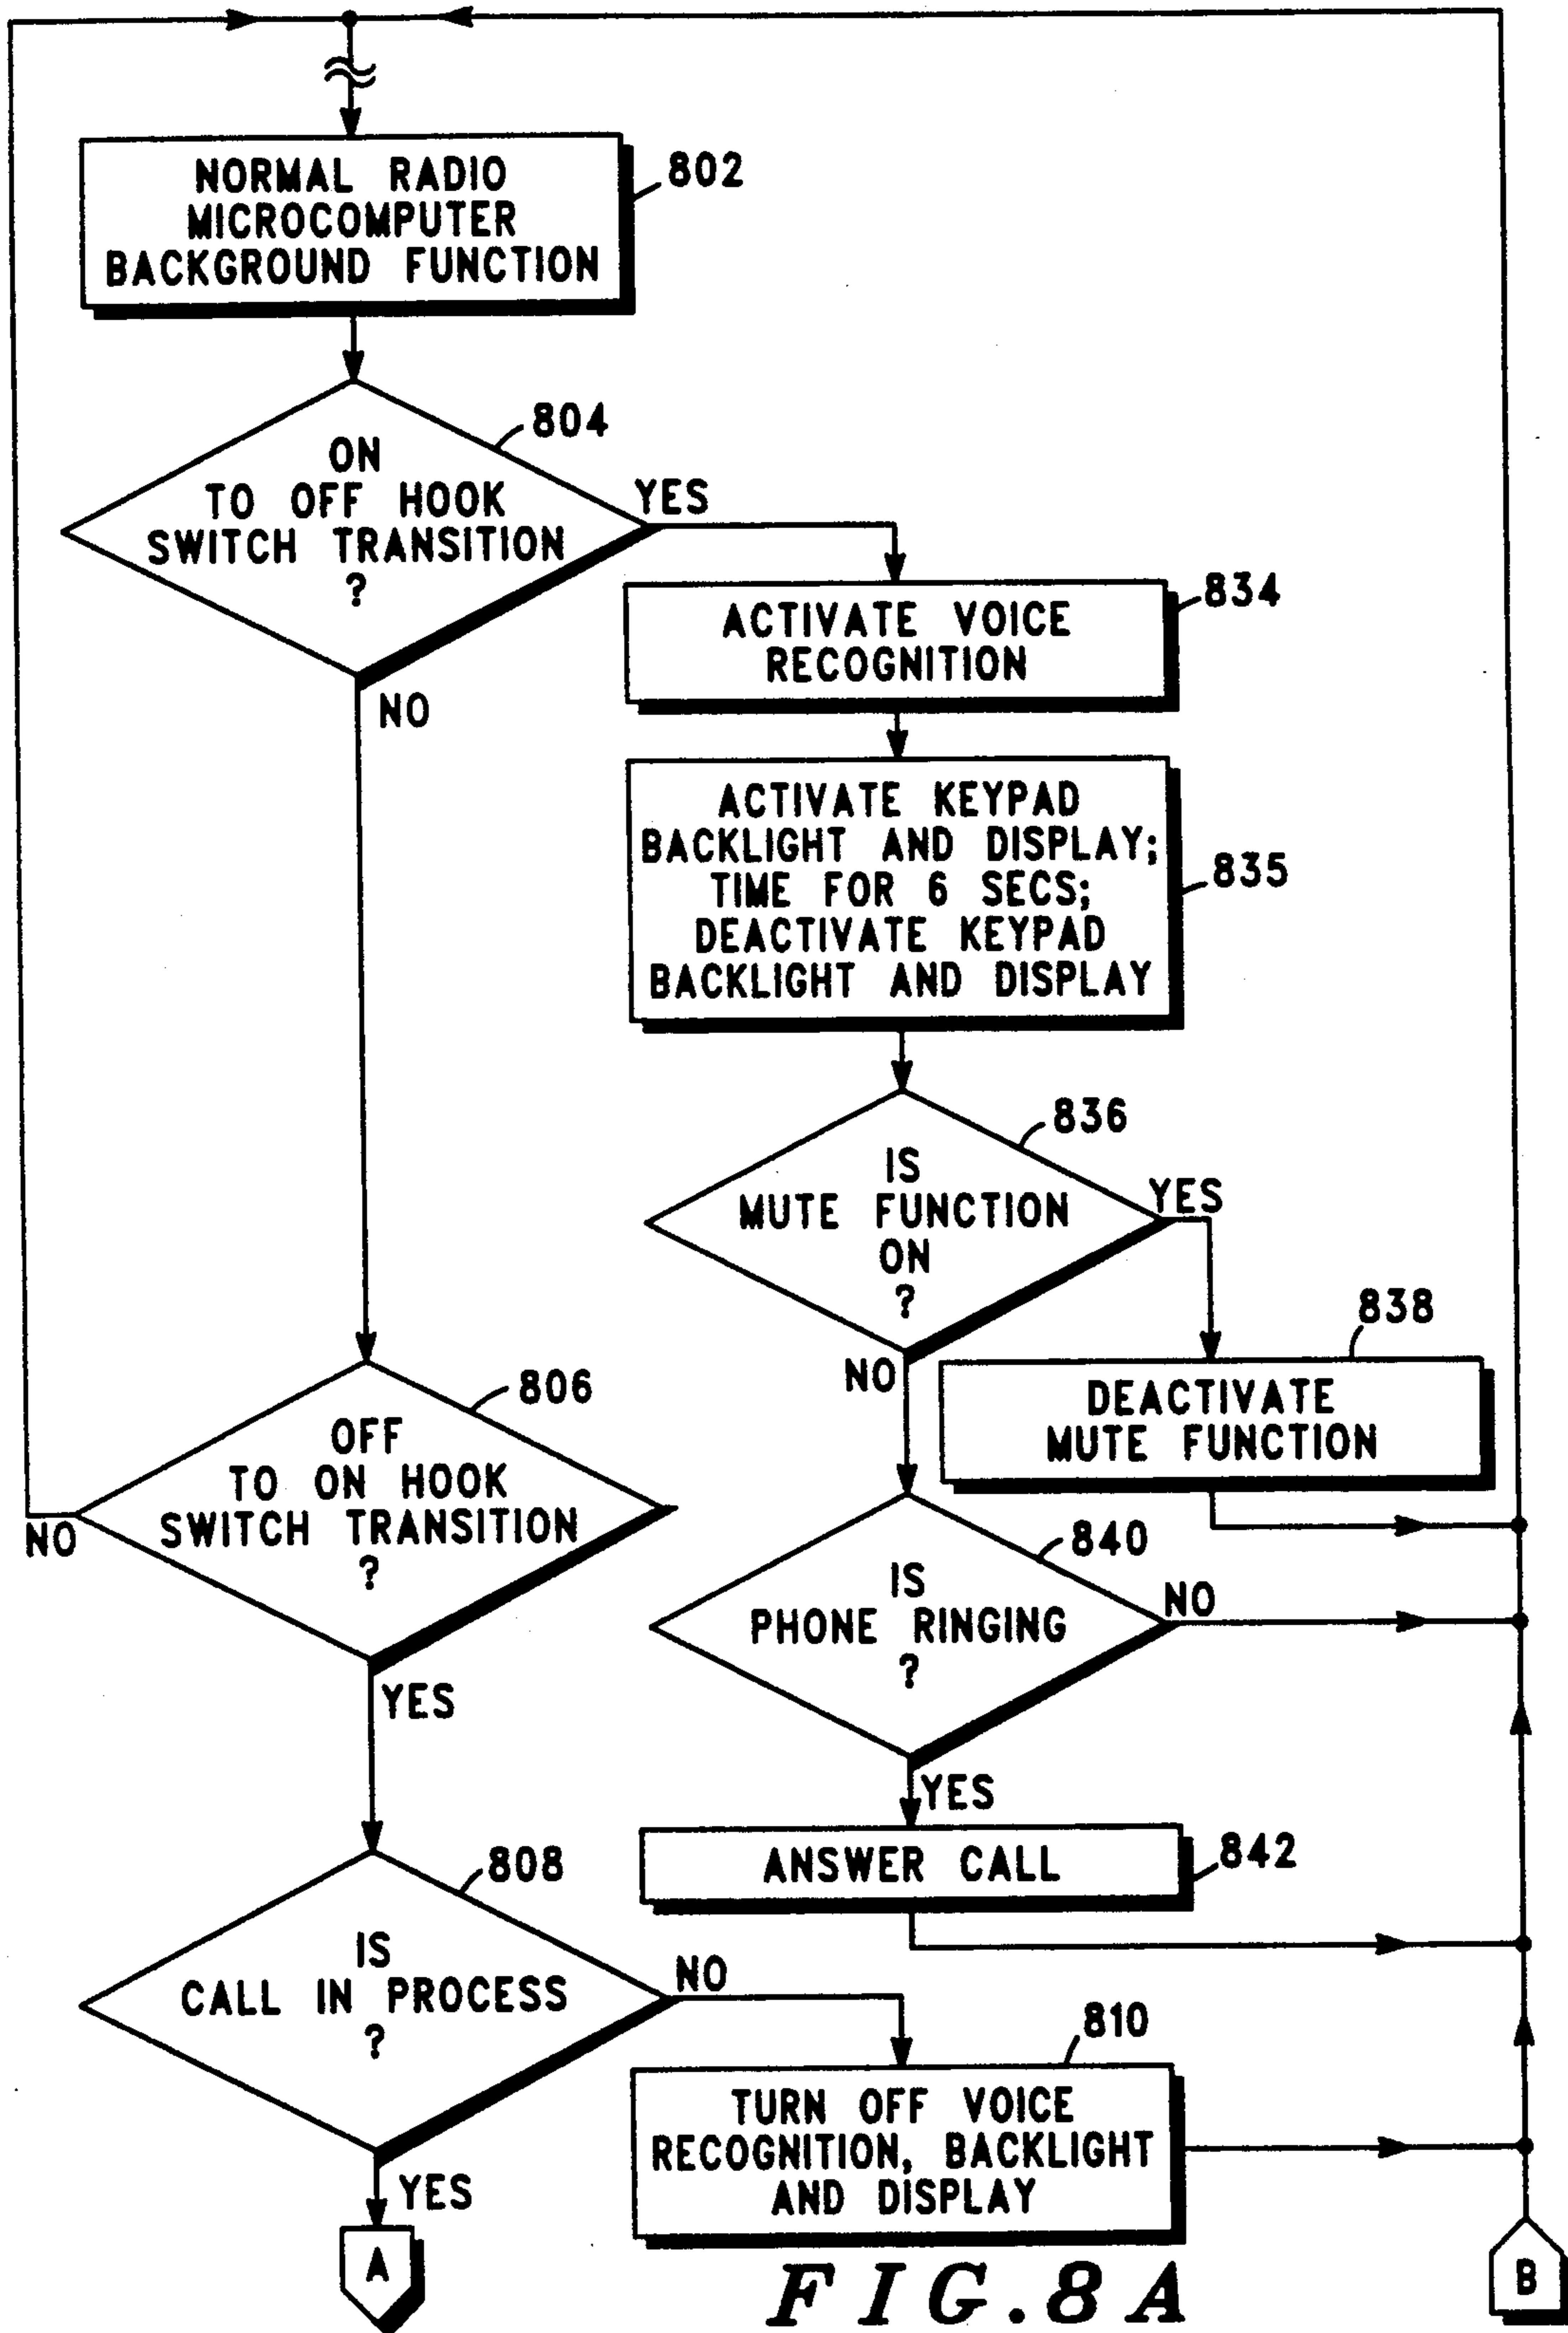 NORMAL RADIO
MICROCOMPUTER
BACKGROUND FUNCTION
802
ON
TO OFF HOOK
SWITCH TRANSITION
?
804
YES
NO
ACTIVATE VOICE
RECOGNITION
834
ACTIVATE KEYPAD
BACKLIGHT AND DISPLAY;
TIME FOR 6 SECS;
DEACTIVATE KEYPAD
BACKLIGHT AND DISPLAY
835
IS
MUTE FUNCTION
ON
?
836
YES
NO
DEACTIVATE
MUTE FUNCTION
838
OFF
TO ON HOOK
SWITCH TRANSITION
?
806
NO
YES
IS
PHONE RINGING
?
840
NO
YES
ANSWER CALL
842
IS
CALL IN PROCESS
?
808
NO
YES
TURN OFF VOICE
RECOGNITION, BACKLIGHT
AND DISPLAY
810
A
B
FIG.8A